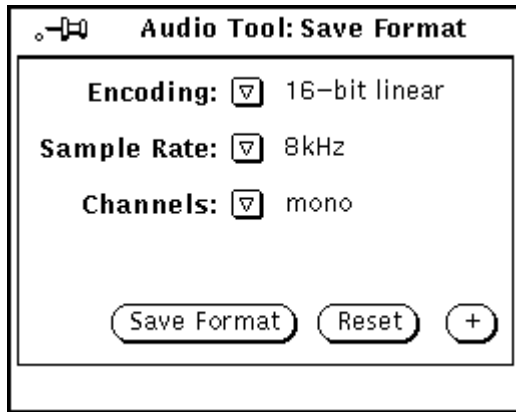 Audio Tool: Save Format
Encoding: 16-bit linear
Sample Rate: 8kHz
Channels: mono
Save Format Reset +